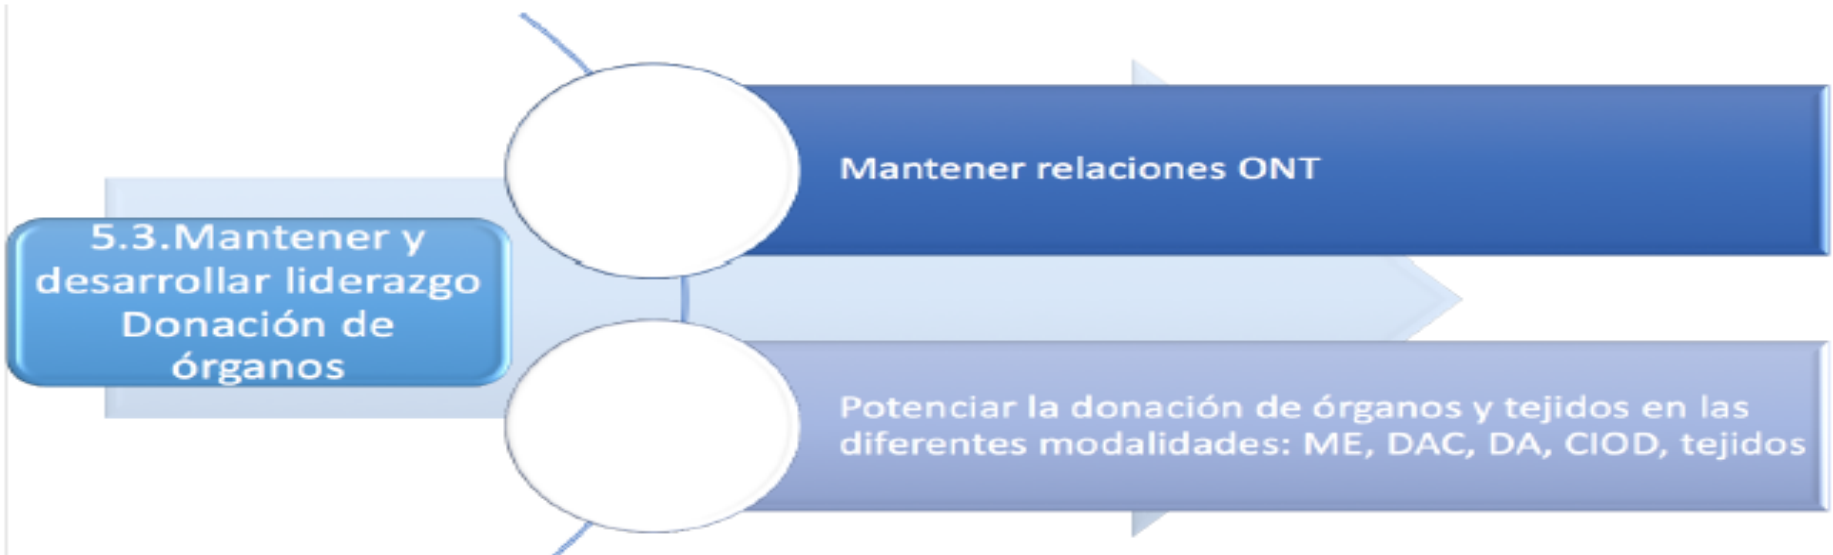 5.3.Mantener y
desarrollar liderazgo
Donación de
órganos
Mantener relaciones ONT
Potenciar la donación de órganos y tejidos en las
diferentes modalidades: ME, DAC, DA, CIOD, tejidos